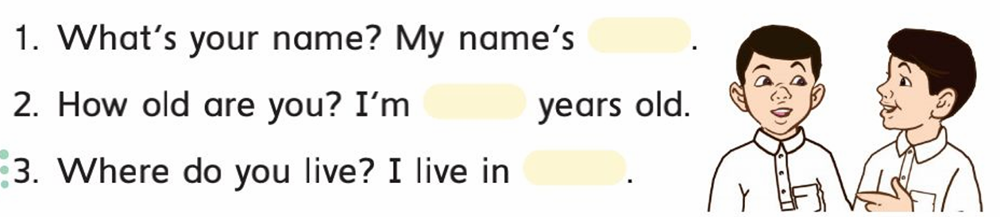 1. What's your name? My name's .
2. How old are you? I'm years old.
3. Where do you live? I live in .